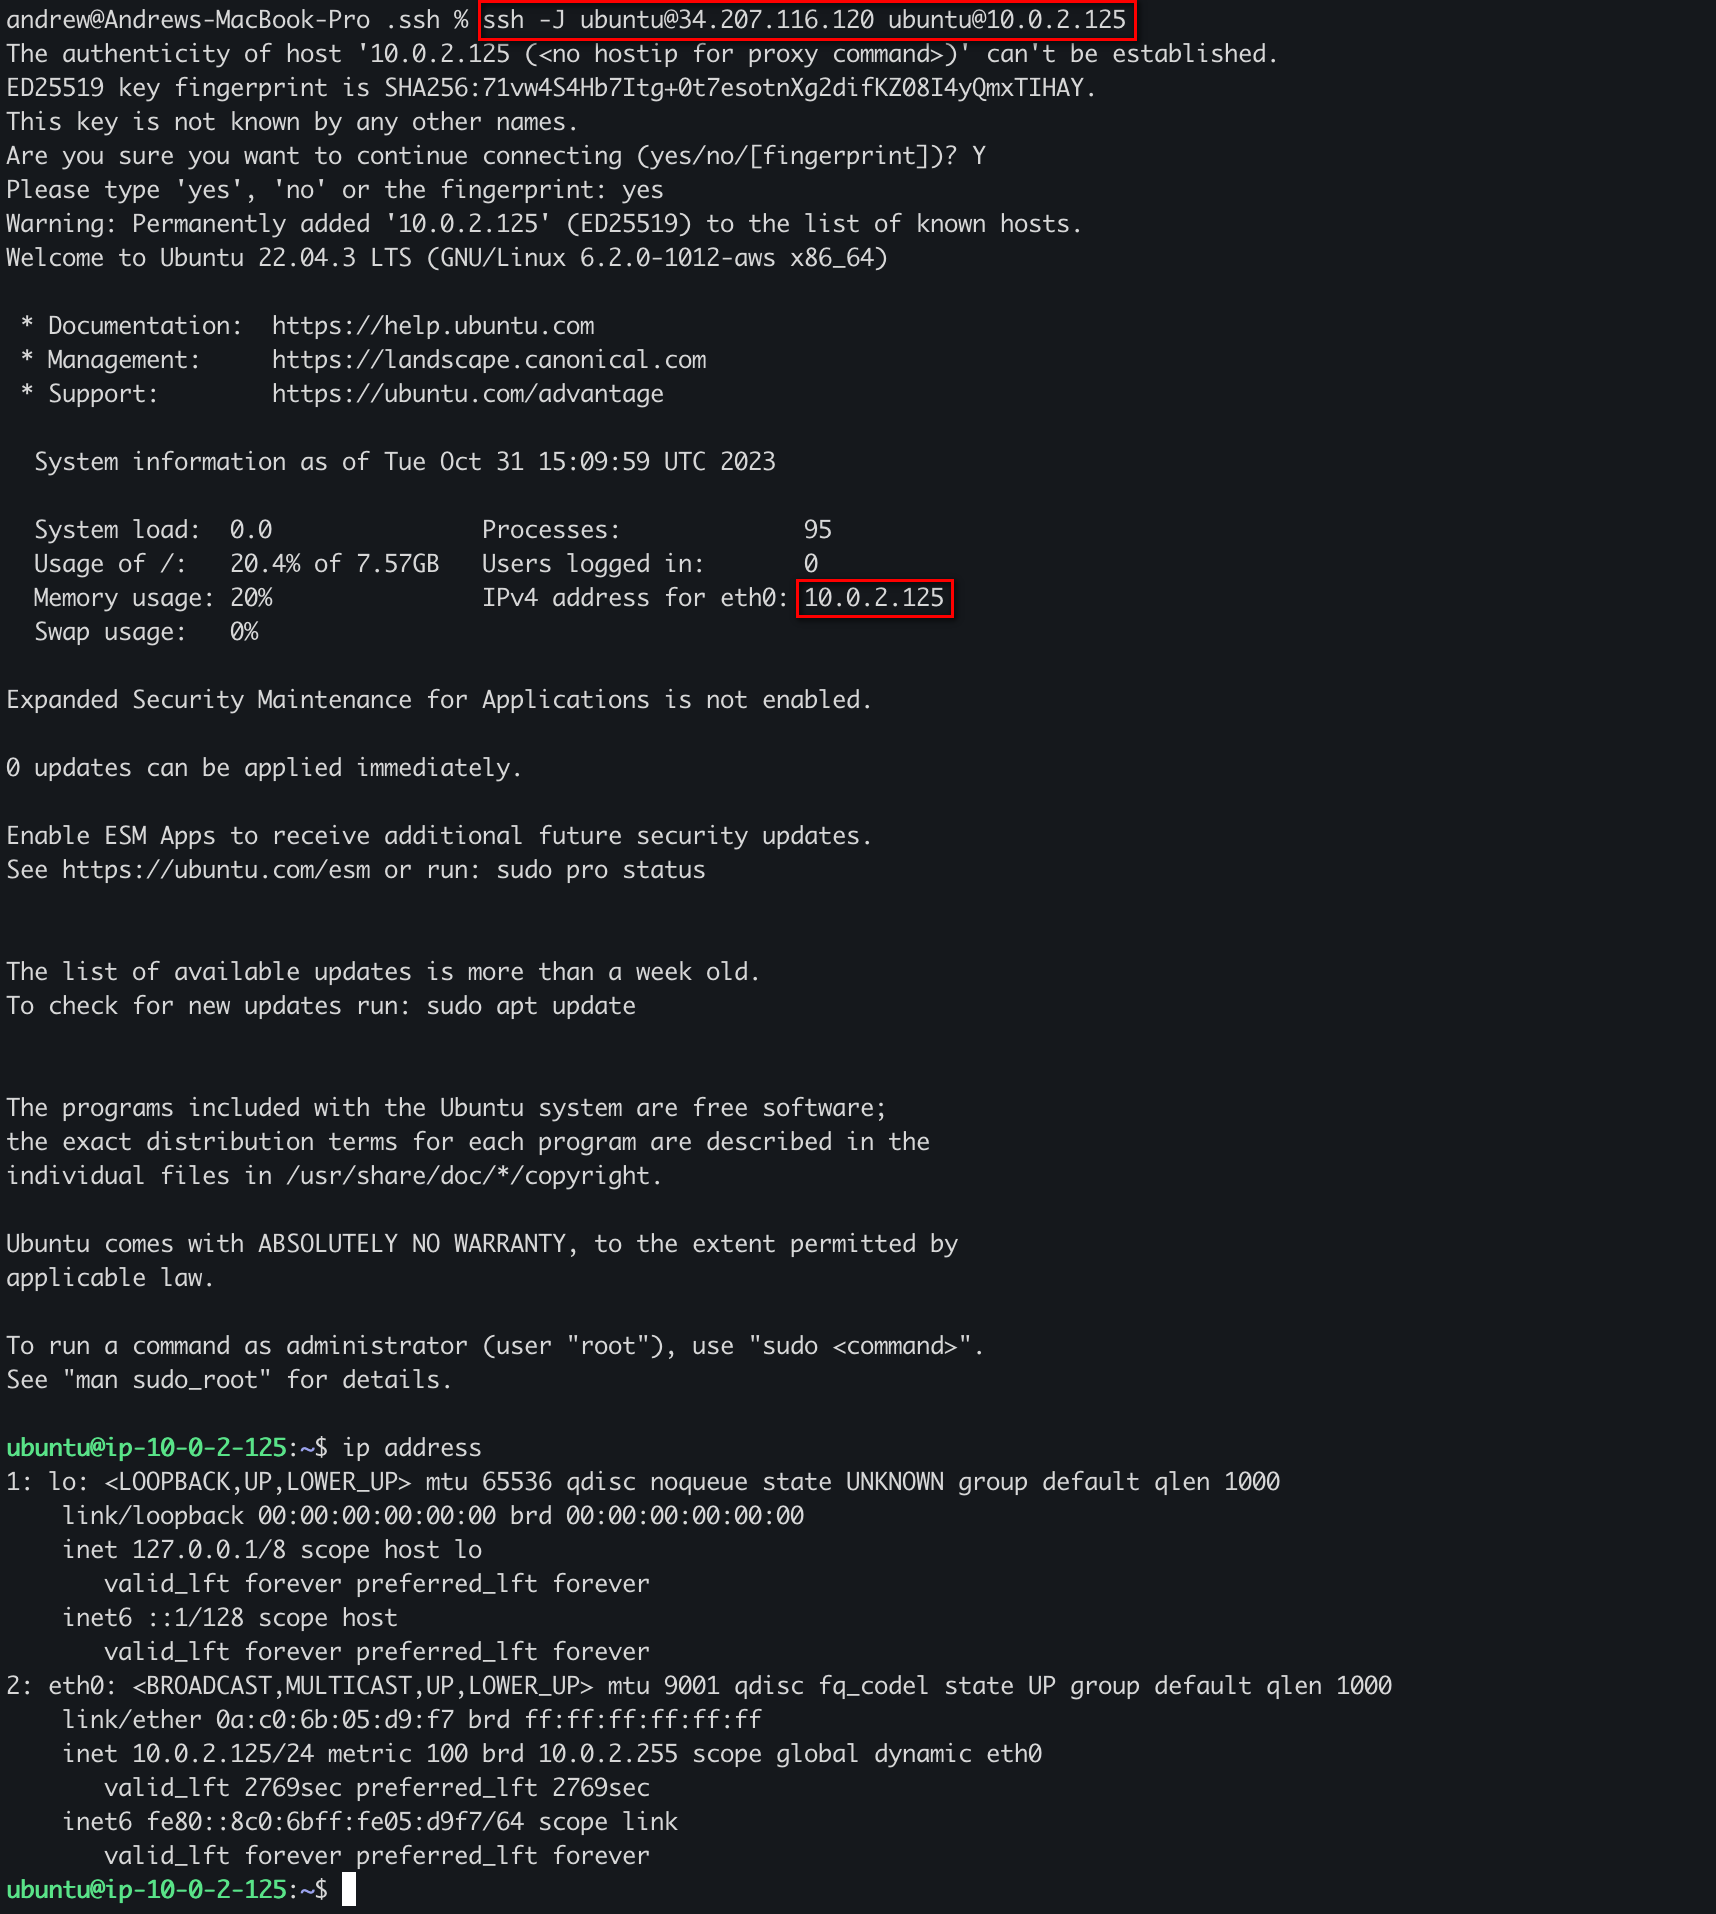 andrew@Andrews-MacBook-Pro .ssh % ssh -J ubuntu@34.207.116.120 ubuntu@10.0.2.125
The authenticity of host '10.0.2.125 (<no hostip for proxy command>)' can't be established.
ED25519 key fingerprint is SHA256:71vw4S4Hb7Itg+0t7esotnXg2difKZ08I4yQmxTIHAY.
This key is not known by any other names.
Are you sure you want to continue connecting (yes/no/[fingerprint])? Y
Please type 'yes', 'no' or the fingerprint: yes
Warning: Permanently added '10.0.2.125' (ED25519) to the list of known hosts.
Welcome to Ubuntu 22.04.3 LTS (GNU/Linux 6.2.0-1012-aws x86_64)

 * Documentation:  https://help.ubuntu.com
 * Management:     https://landscape.canonical.com
 * Support:        https://ubuntu.com/advantage

  System information as of Tue Oct 31 15:09:59 UTC 2023

  System load:  0.0               Processes:             95
  Usage of /:   20.4% of 7.57GB   Users logged in:       0
  Memory usage: 20%               IPv4 address for eth0: 10.0.2.125
  Swap usage:   0%

Expanded Security Maintenance for Applications is not enabled.

0 updates can be applied immediately.

Enable ESM Apps to receive additional future security updates.
See https://ubuntu.com/esm or run: sudo pro status

The list of available updates is more than a week old.
To check for new updates run: sudo apt update

The programs included with the Ubuntu system are free software;
the exact distribution terms for each program are described in the
individual files in /usr/share/doc/*/copyright.

Ubuntu comes with ABSOLUTELY NO WARRANTY, to the extent permitted by
applicable law.

To run a command as administrator (user "root"), use "sudo <command>".
See "man sudo_root" for details.

ubuntu@ip-10-0-2-125:~$ ip address
1: lo: <LOOPBACK,UP,LOWER_UP> mtu 65536 qdisc noqueue state UNKNOWN group default qlen 1000
    link/loopback 00:00:00:00:00:00 brd 00:00:00:00:00:00
    inet 127.0.0.1/8 scope host lo
       valid_lft forever preferred_lft forever
    inet6 ::1/128 scope host
       valid_lft forever preferred_lft forever
2: eth0: <BROADCAST,MULTICAST,UP,LOWER_UP> mtu 9001 qdisc fq_codel state UP group default qlen 1000
    link/ether 0a:c0:6b:05:d9:f7 brd ff:ff:ff:ff:ff:ff
    inet 10.0.2.125/24 metric 100 brd 10.0.2.255 scope global dynamic eth0
       valid_lft 2769sec preferred_lft 2769sec
    inet6 fe80::8c0:6bff:fe05:d9f7/64 scope link
       valid_lft forever preferred_lft forever
ubuntu@ip-10-0-2-125:~$